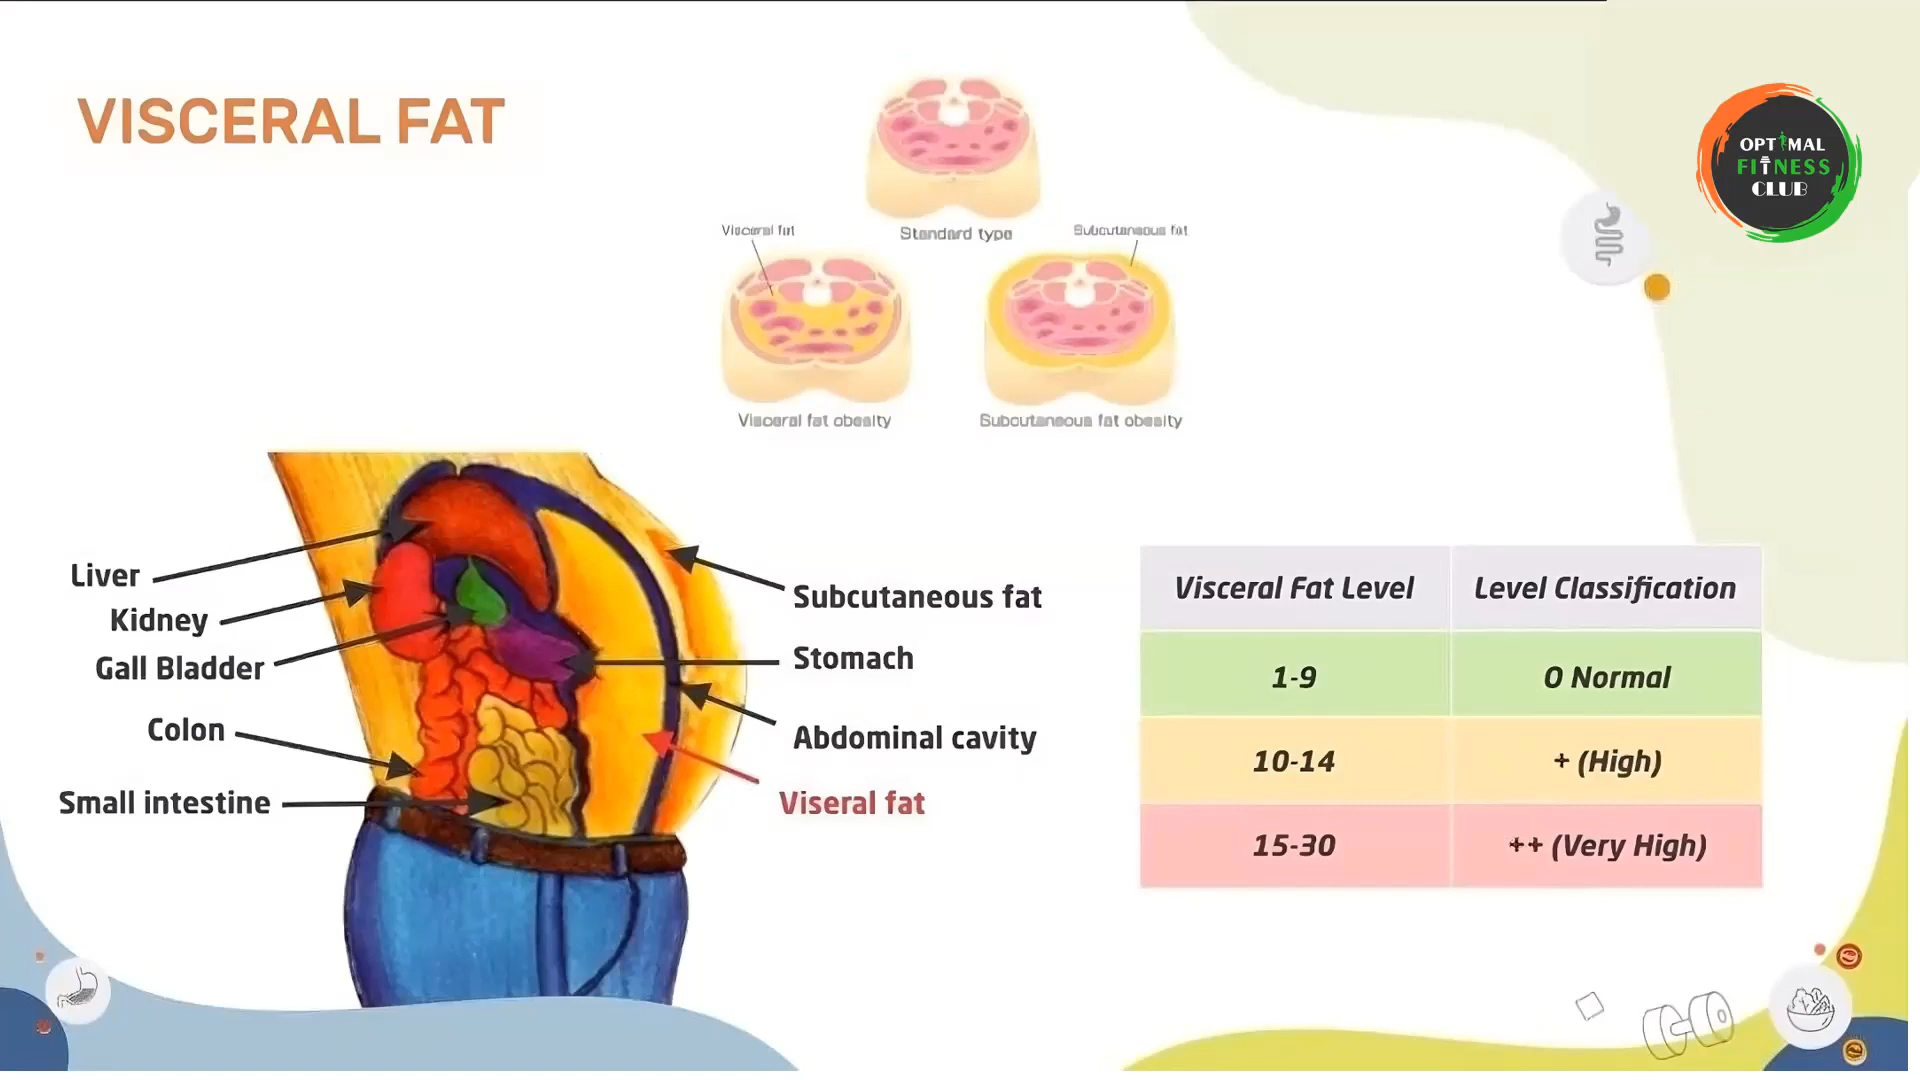 VISCERAL FAT
OPTIMAL
FITNESS
CLUB
Standard type
Visceral fat
Subcutaneous fat
Visceral fat obesity
Subcutaneous fat obesity
Liver
Kidney
Gall Bladder
Colon
Small intestine
Subcutaneous fat
Stomach
Abdominal cavity
Viseral fat
Visceral Fat Level Level Classification
1-9 0 Normal
10-14 + (High)
15-30 ++ (Very High)